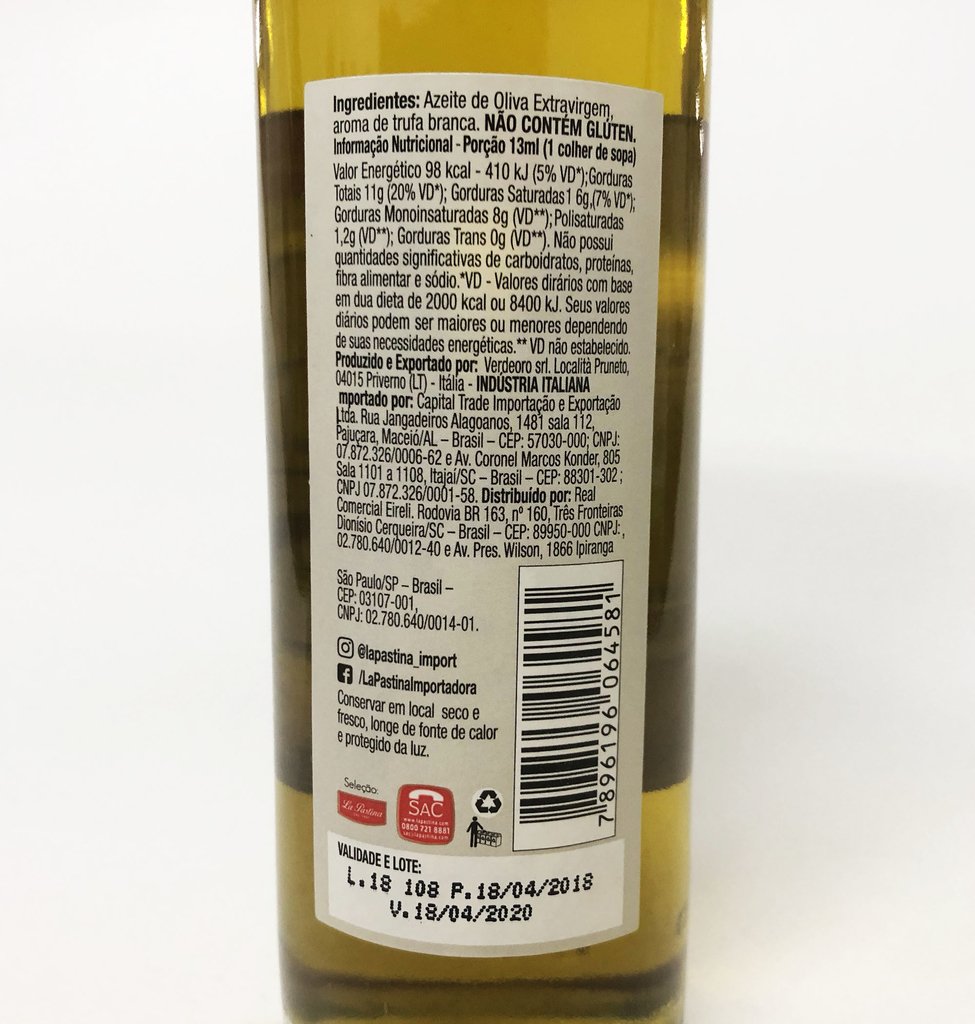 Ingredientes: Azeite de Oliva Extravirgem,
aroma de trufa branca. NÃO CONTÉM GLÚTEN.
Informação Nutricional - Porção 13ml (1 colher de sopa)
Valor Energético 98 kcal - 410 kJ (5% VD*);Gorduras
Totais 11g (20% VD*); Gorduras Saturadas1 6g,(7% VD*;
Gorduras Monoinsaturadas 8g (VD**); Polisaturadas
1,2g (VD**); Gorduras Trans 0g (VD**). Não possui
quantidades significativas de carboidratos, proteínas,
fibra alimentar e sódio.*VD - Valores dirários com base
em dua dieta de 2000 kcal ou 8400 kJ. Seus valores
diários podem ser maiores ou menores dependendo
de suas necessidades energéticas.** VD não estabelecido.
Produzido e Exportado por: Verdeoro srl. Località Pruneto,
04015 Priverno (LT) - Itália - INDÚSTRIA ITALIANA
mportado por: Capital Trade Importação e Exportação
Ltda. Rua Jangadeiros Alagoanos, 1481 sala 112,
Pajuçara, Maceió/AL – Brasil – CEP: 57030-000; CNPJ:
07.872.326/0006-62 e Av. Coronel Marcos Konder, 805
Sala 1101 a 1108, Itajaí/SC – Brasil – CEP: 88301-302 ;
CNPJ 07.872.326/0001-58. Distribuído por: Real
Comercial Eireli. Rodovia BR 163, nº 160, Três Fronteiras
Dionísio Cerqueira/SC – Brasil – CEP: 89950-000 CNPJ: ,
02.780.640/0012-40 e Av. Pres. Wilson, 1866 Ipiranga
São Paulo/SP – Brasil –
CEP: 03107-001,
CNPJ: 02.780.640/0014-01.
@lapastina_import
/LaPastinaImportadora
Conservar em local seco e
fresco, longe de fonte de calor
e protegido da luz.
Seleção:
La Pastina
SAC
www.lapastina.com
0800 721 8881
7 896196 064581
VALIDADE E LOTE:
L.18 108 P.18/04/2018
V.18/04/2020